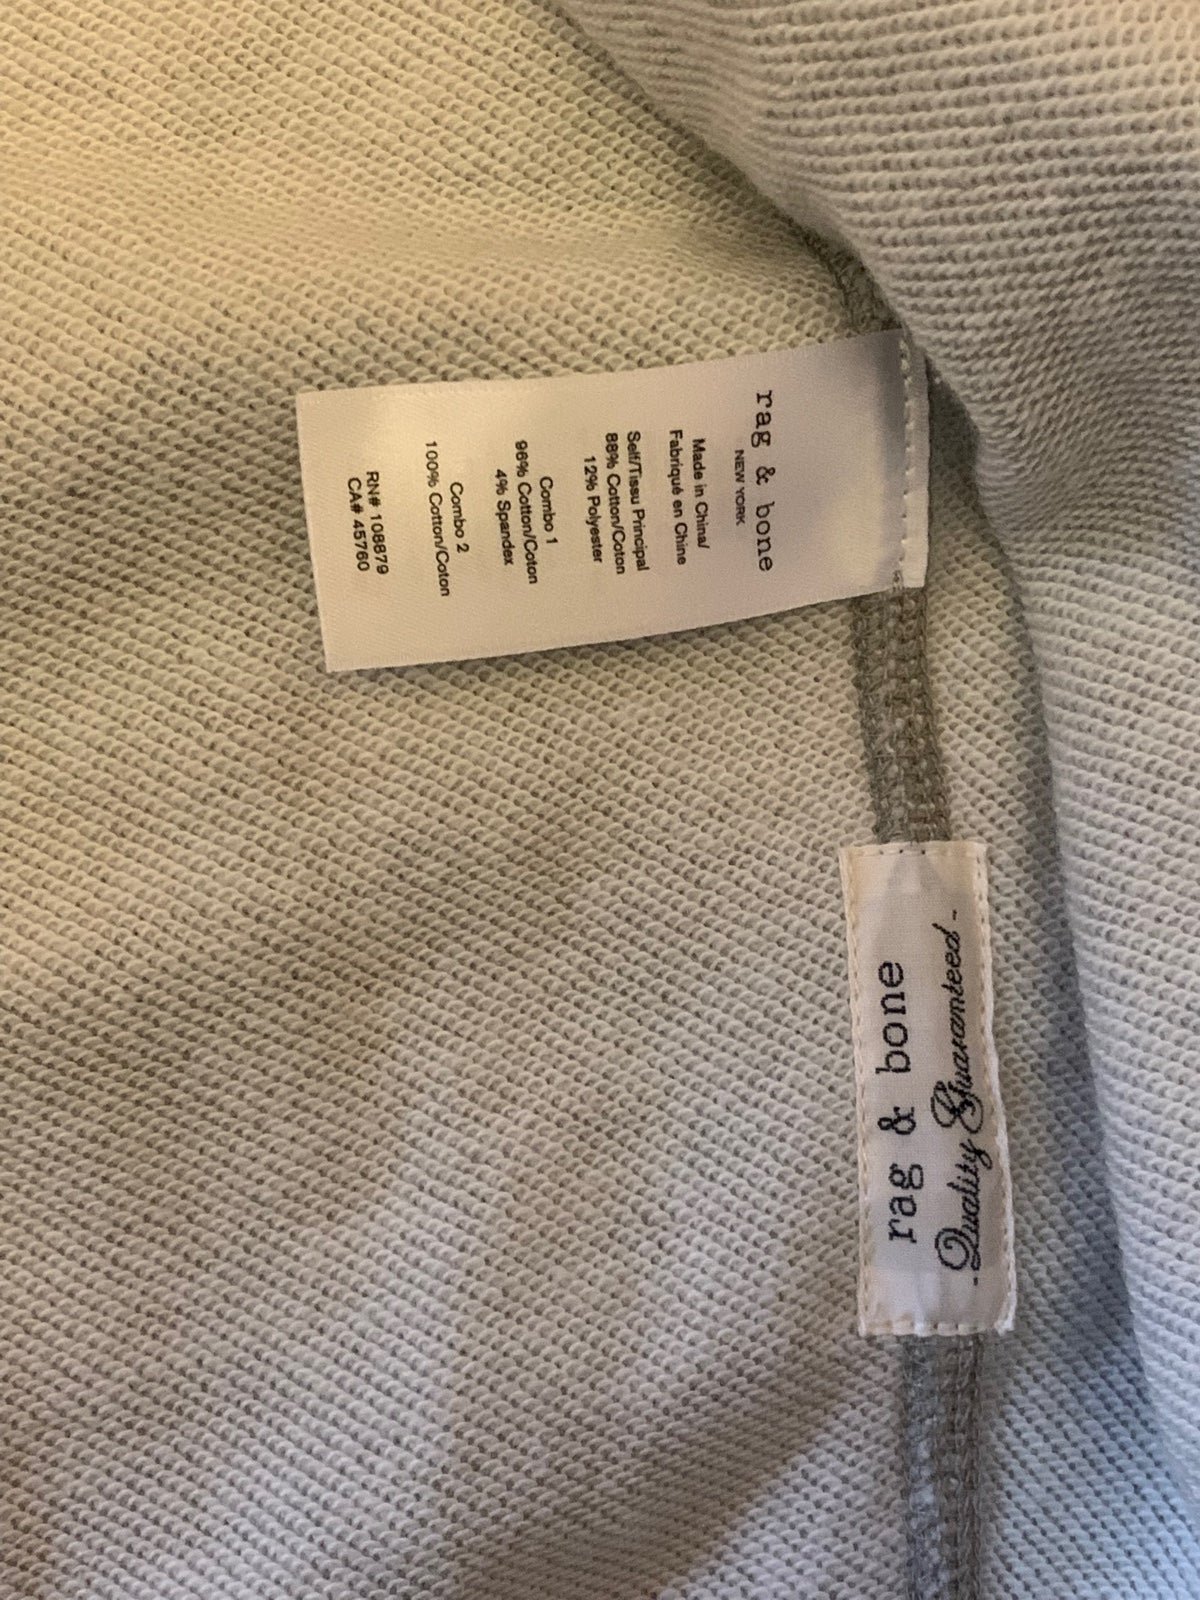 rag & bone
NEW YORK
Made in China/
Fabriqué en Chine
Self/Tissu Principal
88% Cotton/Coton
12% Polyester
Combo 1
96% Cotton/Coton
4% Spandex
Combo 2
100% Cotton/Coton
RN# 108879
CA# 45760
rag & bone
-Quality Guaranteed-